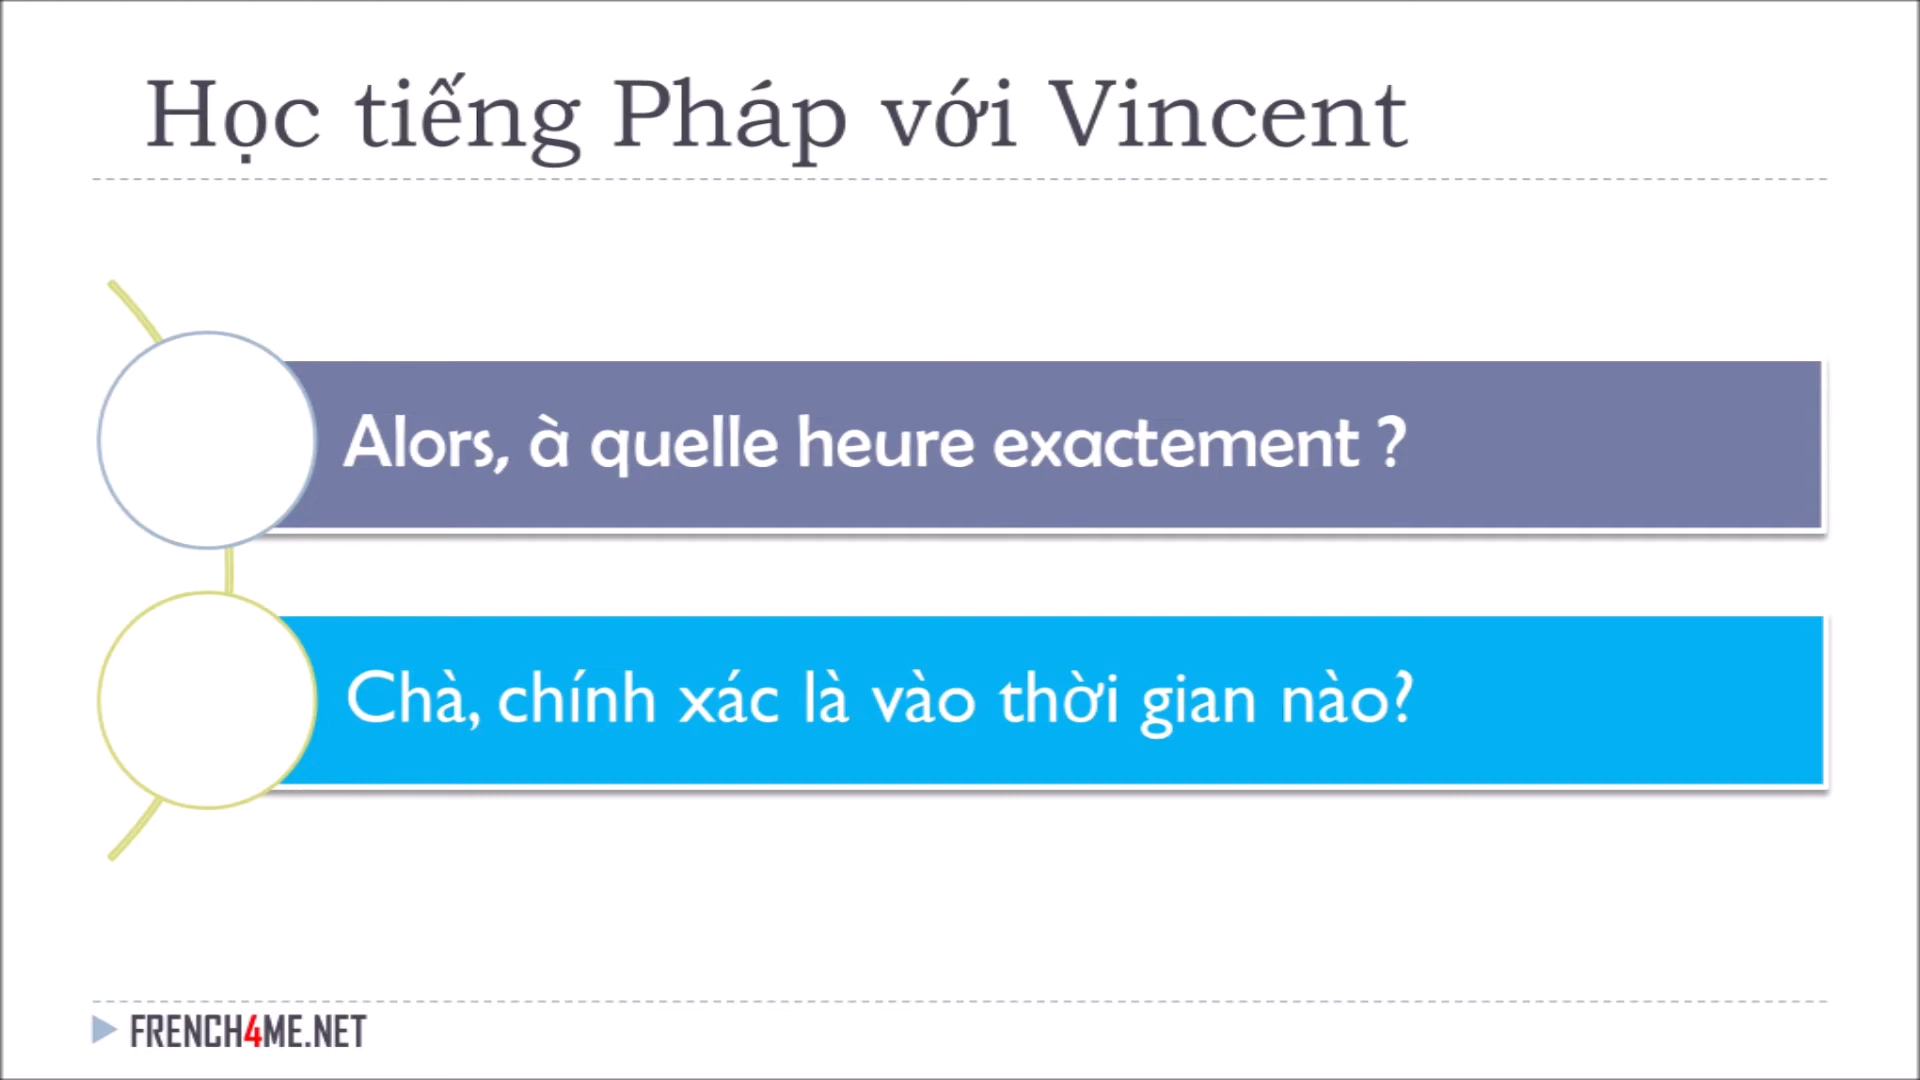 Học tiếng Pháp với Vincent
Alors, à quelle heure exactement ?
Chà, chính xác là vào thời gian nào?
FRENCH4ME.NET